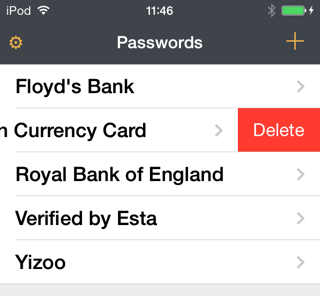 iPod 11:46
Passwords
Floyd's Bank
n Currency Card Delete
Royal Bank of England
Verified by Esta
Yizoo